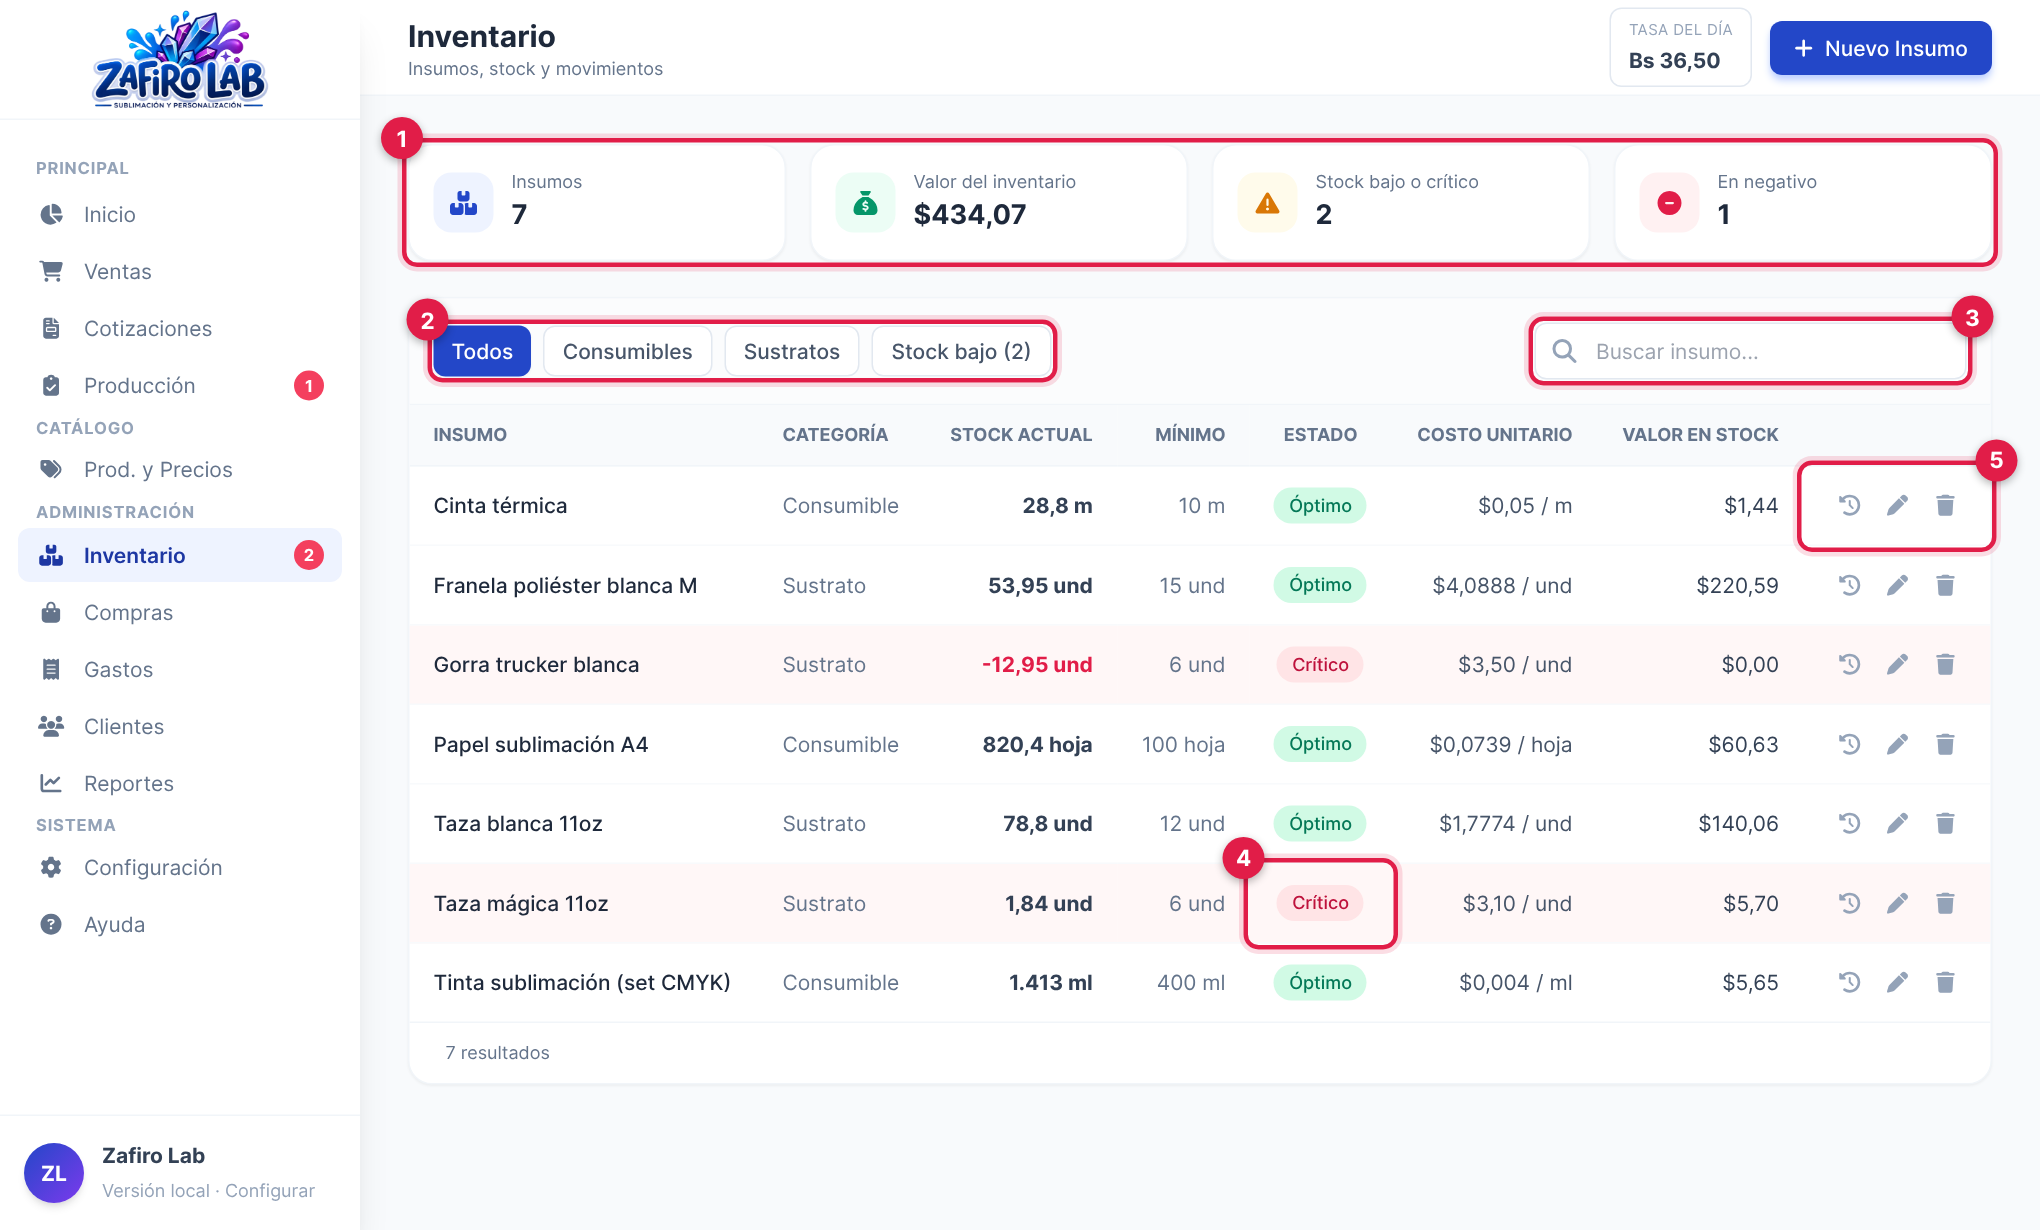 ZAFIRO LAB
SUBLIMACIÓN Y PERSONALIZACIÓN
PRINCIPAL
Inicio
Ventas
Cotizaciones
Producción 1
CATÁLOGO
Prod. y Precios
ADMINISTRACIÓN
Inventario 2
Compras
Gastos
Clientes
Reportes
SISTEMA
Configuración
Ayuda
ZL
Zafiro Lab
Versión local · Configurar
Inventario
Insumos, stock y movimientos
TASA DEL DÍA
Bs 36,50
+ Nuevo Insumo
1
Insumos
7
Valor del inventario
$434,07
Stock bajo o crítico
2
En negativo
1
2
Todos Consumibles Sustratos Stock bajo (2)
3
Buscar insumo...
INSUMO CATEGORÍA STOCK ACTUAL MÍNIMO ESTADO COSTO UNITARIO VALOR EN STOCK
5
Cinta térmica Consumible 28,8 m 10 m Óptimo $0,05 / m $1,44
Franela poliéster blanca M Sustrato 53,95 und 15 und Óptimo $4,0888 / und $220,59
Gorra trucker blanca Sustrato -12,95 und 6 und Crítico $3,50 / und $0,00
Papel sublimación A4 Consumible 820,4 hoja 100 hoja Óptimo $0,0739 / hoja $60,63
Taza blanca 11oz Sustrato 78,8 und 12 und Óptimo $1,7774 / und $140,06
4
Taza mágica 11oz Sustrato 1,84 und 6 und Crítico $3,10 / und $5,70
Tinta sublimación (set CMYK) Consumible 1.413 ml 400 ml Óptimo $0,004 / ml $5,65
7 resultados